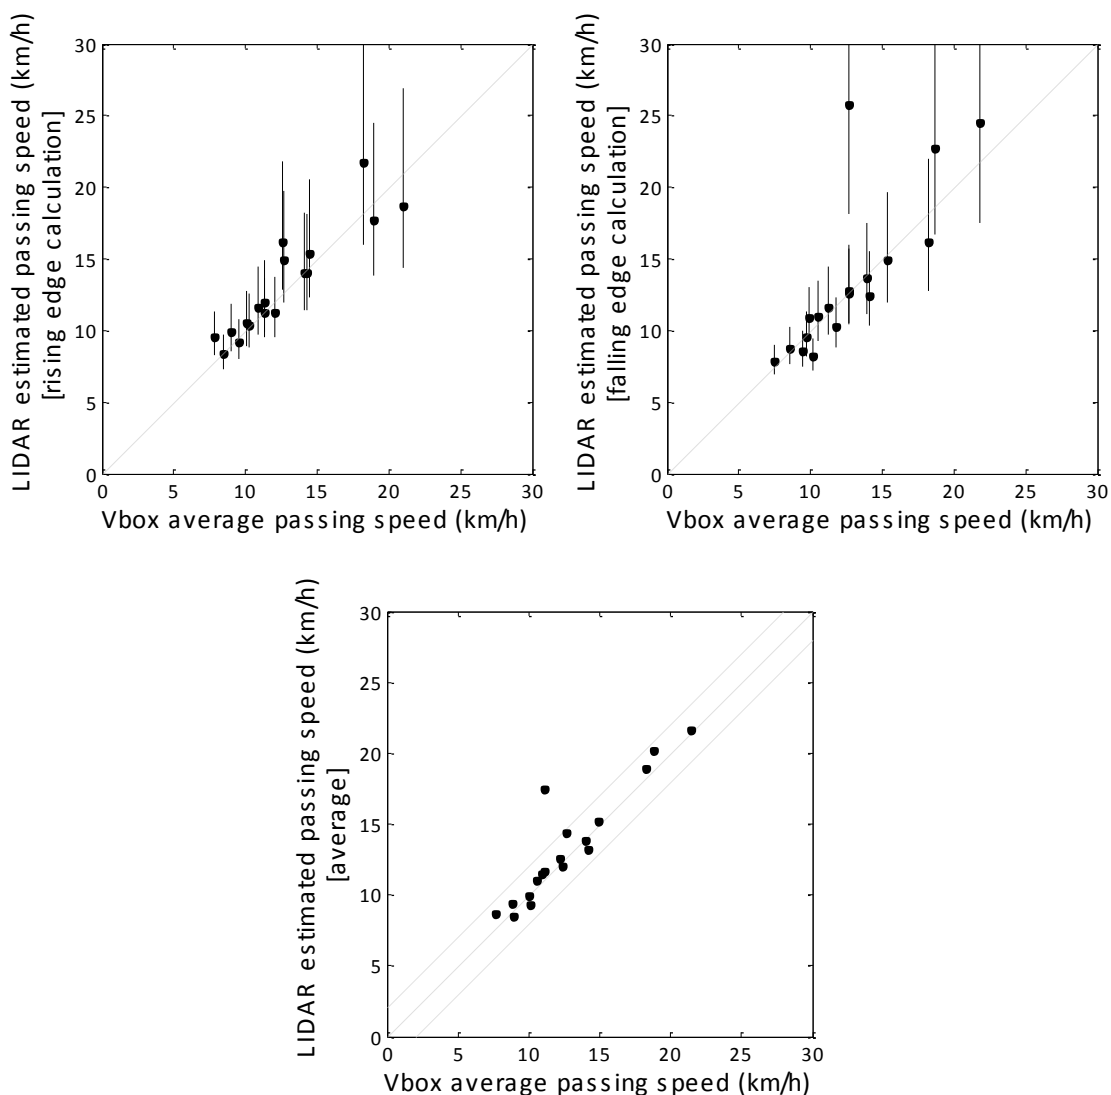 LIDAR estimated passing speed (km/h)
[rising edge calculation]
30
25
20
15
10
5
0
0 5 10 15 20 25 30
Vbox average passing speed (km/h)
LIDAR estimated passing speed (km/h)
[falling edge calculation]
30
25
20
15
10
5
0
0 5 10 15 20 25 30
Vbox average passing speed (km/h)
LIDAR estimated passing speed (km/h)
[average]
30
25
20
15
10
5
0
0 5 10 15 20 25 30
Vbox average passing speed (km/h)